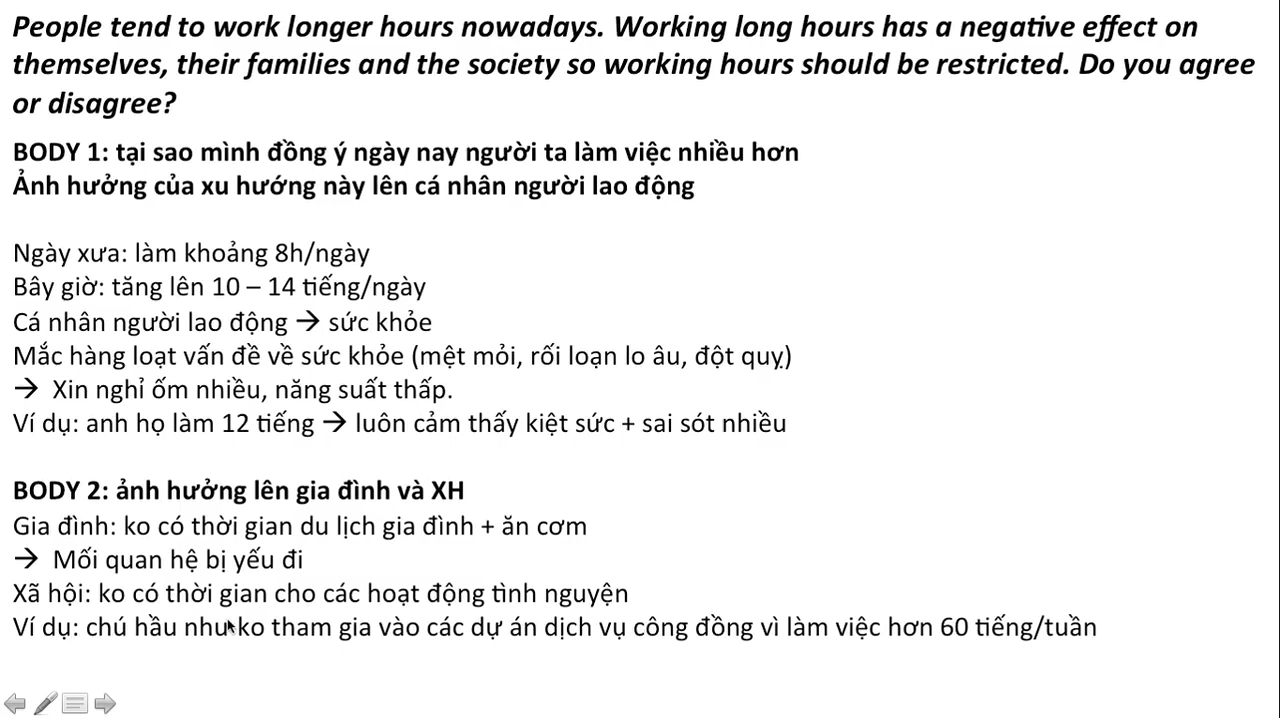 People tend to work longer hours nowadays. Working long hours has a negative effect on
themselves, their families and the society so working hours should be restricted. Do you agree
or disagree?
BODY 1: tại sao mình đồng ý ngày nay người ta làm việc nhiều hơn
Ảnh hưởng của xu hướng này lên cá nhân người lao động
Ngày xưa: làm khoảng 8h/ngày
Bây giờ: tăng lên 10 – 14 tiếng/ngày
Cá nhân người lao động → sức khỏe
Mắc hàng loạt vấn đề về sức khỏe (mệt mỏi, rối loạn lo âu, đột quỵ)
→ Xin nghỉ ốm nhiều, năng suất thấp.
Ví dụ: anh họ làm 12 tiếng → luôn cảm thấy kiệt sức + sai sót nhiều
BODY 2: ảnh hưởng lên gia đình và XH
Gia đình: ko có thời gian du lịch gia đình + ăn cơm
→ Mối quan hệ bị yếu đi
Xã hội: ko có thời gian cho các hoạt động tình nguyện
Ví dụ: chú hầu như ko tham gia vào các dự án dịch vụ công đồng vì làm việc hơn 60 tiếng/tuần